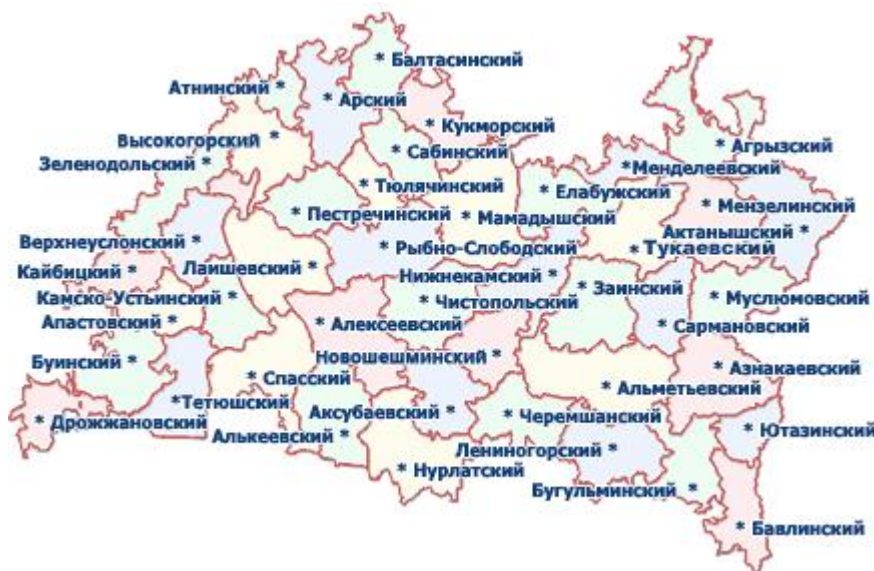 * Балтасинский
Атнинский *
* Арский
* Кукморский
Высокогорский *
Зеленодольский *
* Сабинский
* Агрызский
* Менделеевский
* Тюлячинский
* Елабужский
* Пестречинский
* Мамадышский
* Мензелинский
Актанышский *
Верхнеуслонский *
* Рыбно-Слободский
* Тукаевский
Кайбицкий *
Лаишевский *
Нижнекамский *
* Заинский
Камско-Устьинский *
* Чистопольский
* Муслюмовский
Апастовский *
* Алексеевский
* Сармановский
Буинский *
Новошешминский *
* Азнакаевский
* Спасский
* Альметьевский
*Тетюшский
Аксубаевский *
* Черемшанский
* Дрожжановский
* Ютазинский
Алькеевский *
Лениногорский *
* Нурлатский
Бугульминский *
* Бавлинский